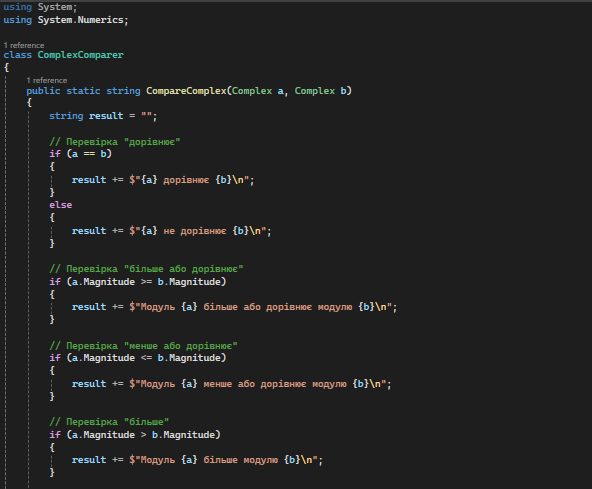 using System;
using System.Numerics;
1 reference
class ComplexComparer
{
1 reference
public static string CompareComplex(Complex a, Complex b)
{
string result = "";
// Перевірка "дорівнює"
if (a == b)
{
result += $"{a} дорівнює {b}\n";
}
else
{
result += $"{a} не дорівнює {b}\n";
}
// Перевірка "більше або дорівнює"
if (a.Magnitude >= b.Magnitude)
{
result += $"Модуль {a} більше або дорівнює модулю {b}\n";
}
// Перевірка "менше або дорівнює"
if (a.Magnitude <= b.Magnitude)
{
result += $"Модуль {a} менше або дорівнює модулю {b}\n";
}
// Перевірка "більше"
if (a.Magnitude > b.Magnitude)
{
result += $"Модуль {a} більше модулю {b}\n";
}